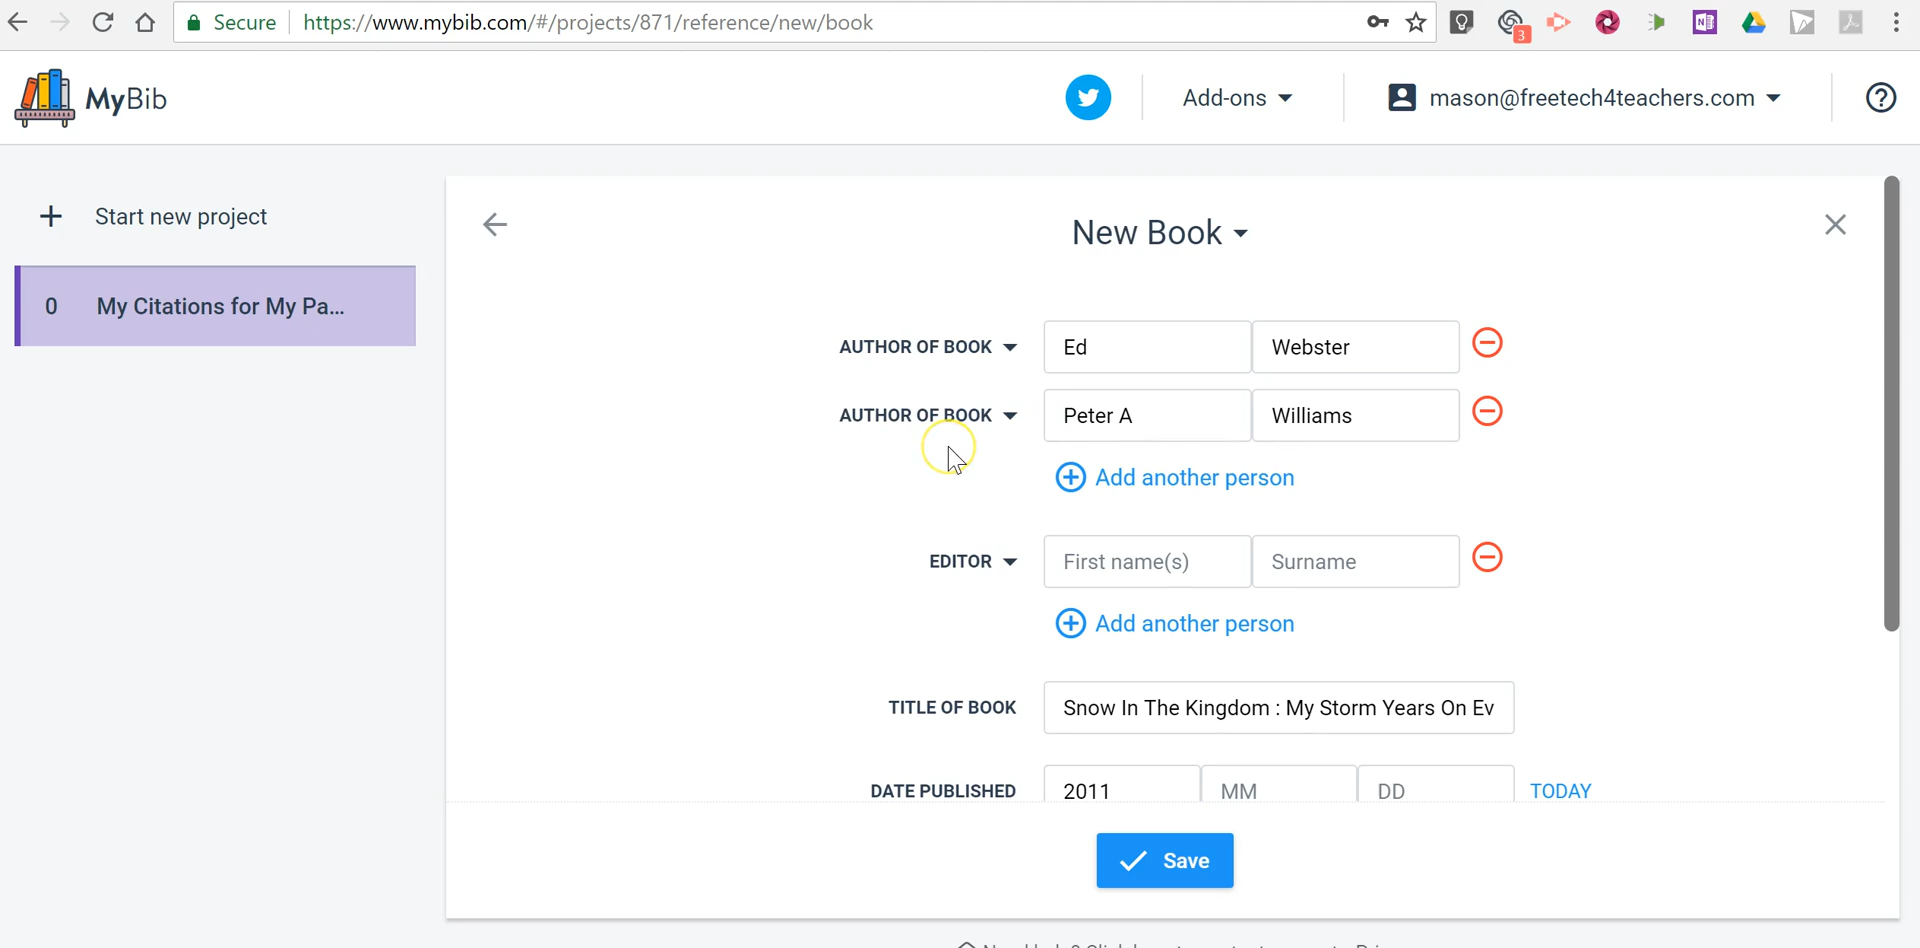 Secure https://www.mybib.com/#/projects/871/reference/new/book
3
MyBib
Add-ons
mason@freetech4teachers.com
Start new project
0 My Citations for My Pa...
New Book
AUTHOR OF BOOK Ed Webster
AUTHOR OF BOOK Peter A Williams
Add another person
EDITOR First name(s) Surname
Add another person
TITLE OF BOOK Snow In The Kingdom : My Storm Years On Ev
DATE PUBLISHED 2011 MM DD TODAY
Save